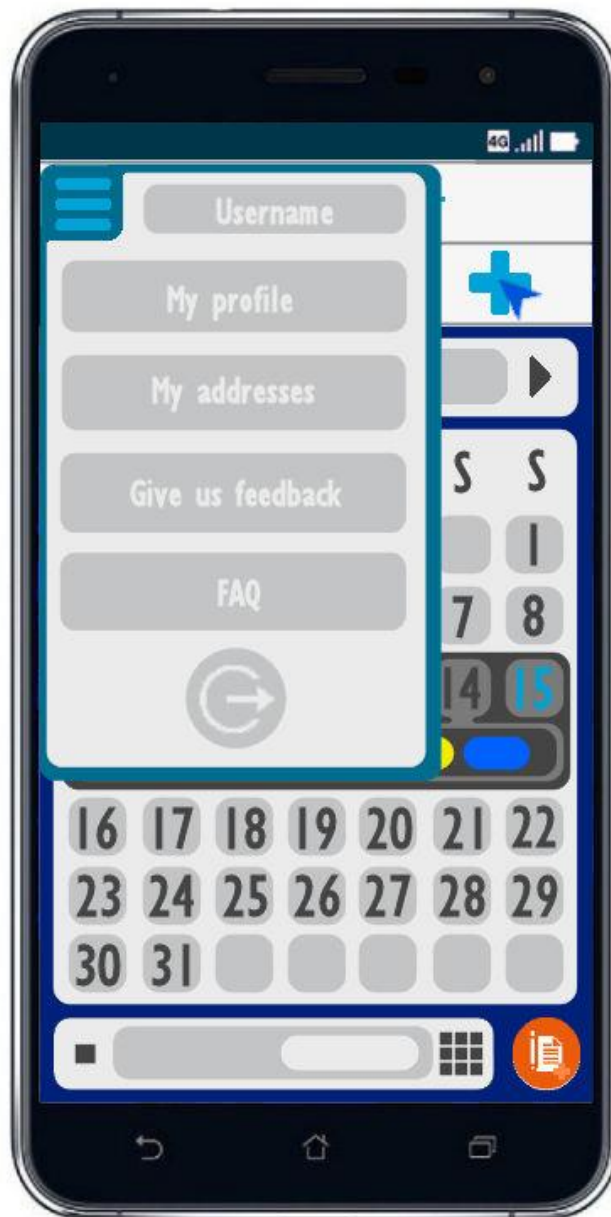 4G
Username
My profile
My addresses
Give us feedback
FAQ
S S
1
7 8
14 15
16 17 18 19 20 21 22
23 24 25 26 27 28 29
30 31